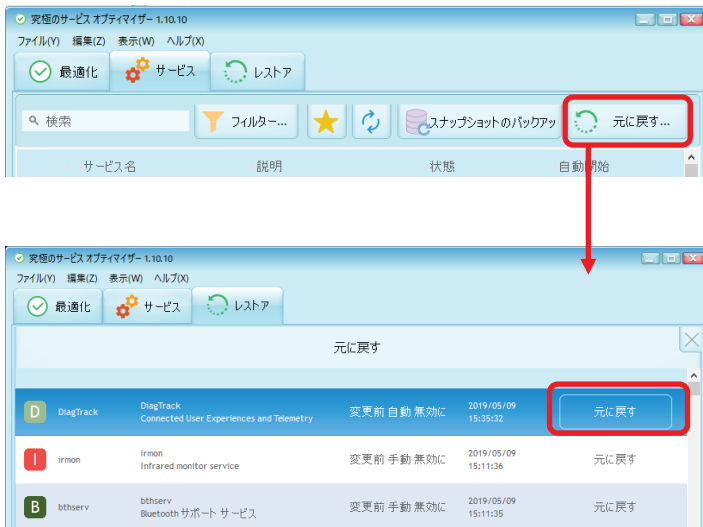 究極のサービス オプティマイザー 1.10.10
ファイル(Y) 編集(Z) 表示(W) ヘルプ(X)
最適化 サービス レストア
検索 フィルター... スナップショットのバックアッ 元に戻す...
サービス名 説明 状態 自動開始
究極のサービス オプティマイザー 1.10.10
ファイル(Y) 編集(Z) 表示(W) ヘルプ(X)
最適化 サービス レストア
元に戻す
D DiagTrack DiagTrack 変更前 自動 無効に 2019/05/09 元に戻す
Connected User Experiences and Telemetry 15:35:32
I irmon irmon 変更前 手動 無効に 2019/05/09 元に戻す
Infrared monitor service 15:11:36
B bthserv bthserv 変更前 手動 無効に 2019/05/09 元に戻す
Bluetooth サポート サービス 15:11:35